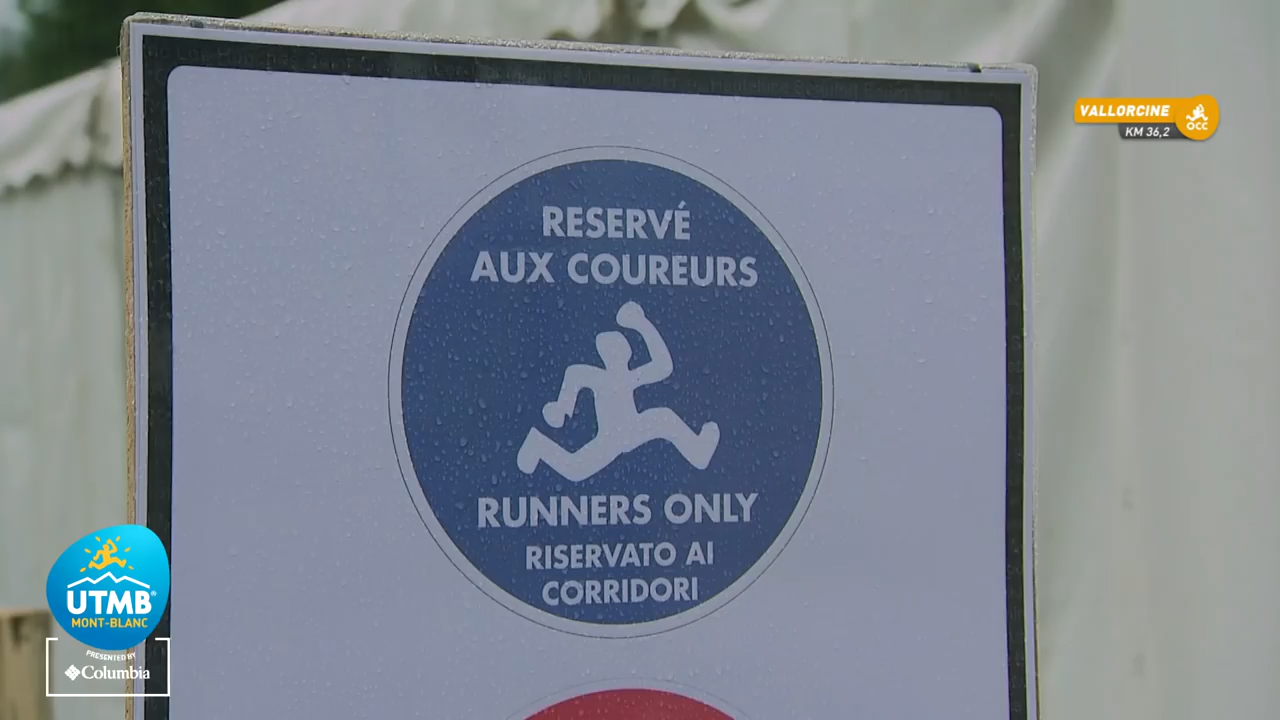 VALLORCINE
KM 36,2
OCC
RESERVÉ
AUX COUREURS
RUNNERS ONLY
RISERVATO AI
CORRIDORI
UTMB®
MONT-BLANC
PRESENTED BY
Columbia